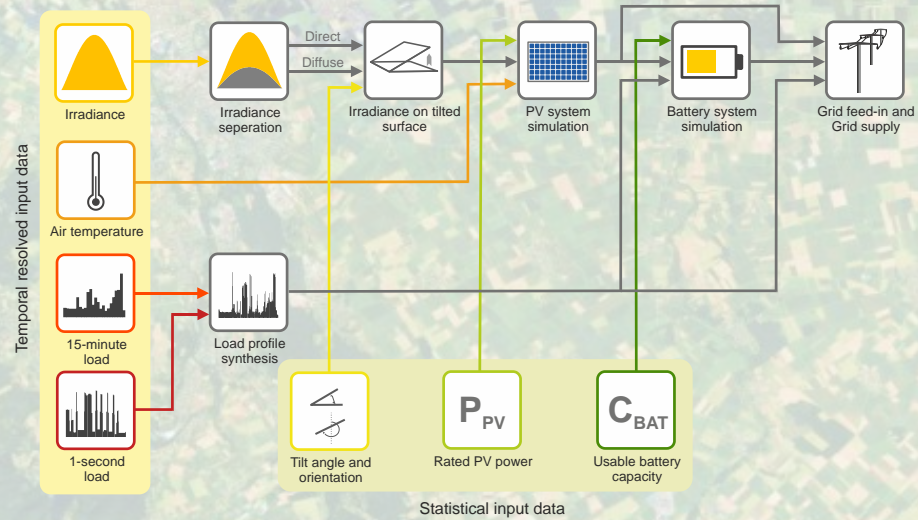 Temporal resolved input data
Irradiance
Air temperature
15-minute
load
1-second
load
Irradiance
seperation
Direct
Diffuse
Irradiance on tilted
surface
PV system
simulation
Battery system
simulation
Grid feed-in and
Grid supply
Load profile
synthesis
Tilt angle and
orientation
P PV
Rated PV power
C BAT
Usable battery
capacity
Statistical input data